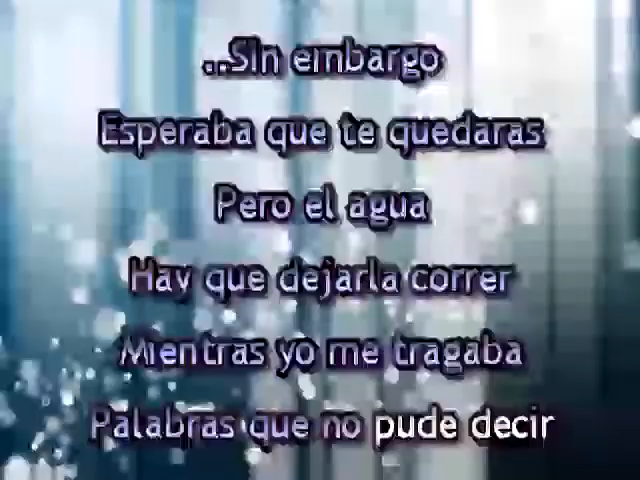 ..Sin embargo
Esperaba que te quedaras
Pero el agua
Hay que dejarla correr
Mientras yo me tragaba
Palabras que no pude decir